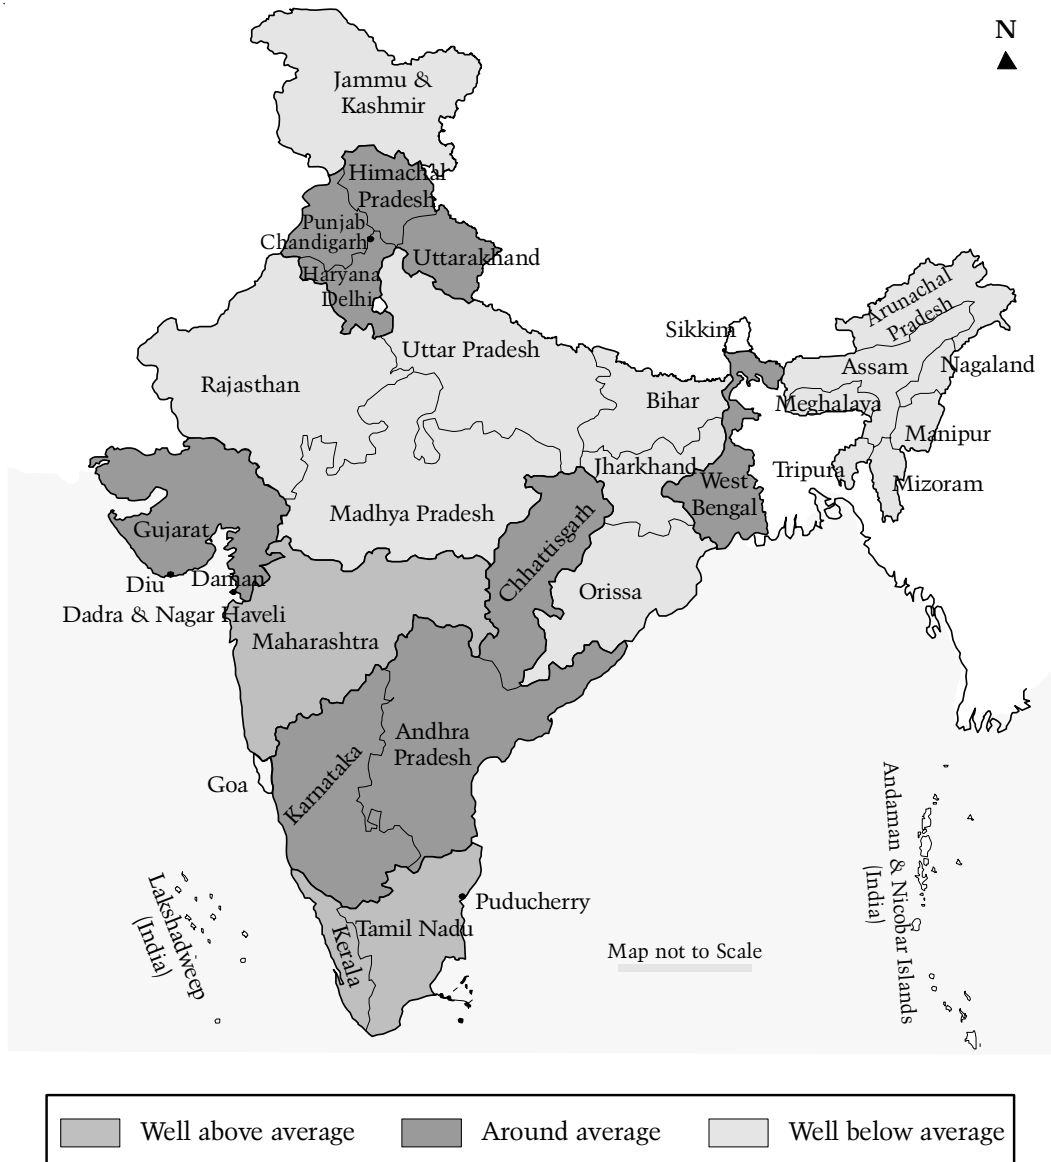 N
Jammu &
Kashmir
Himachal
Pradesh
Punjab
Chandigarh
Uttarakhand
Haryana
Delhi
Arunachal
Pradesh
Sikkim
Uttar Pradesh
Assam
Nagaland
Rajasthan
Bihar
Meghalaya
Manipur
Jharkhand
Tripura
West
Bengal
Mizoram
Madhya Pradesh
Gujarat
Chhattisgarh
Diu
Daman
Orissa
Dadra & Nagar Haveli
Maharashtra
Andhra
Pradesh
Karnataka
Goa
Andaman & Nicobar Islands
(India)
Lakshadweep
(India)
Puducherry
Tamil Nadu
Kerala
Map not to Scale
Well above average
Around average
Well below average